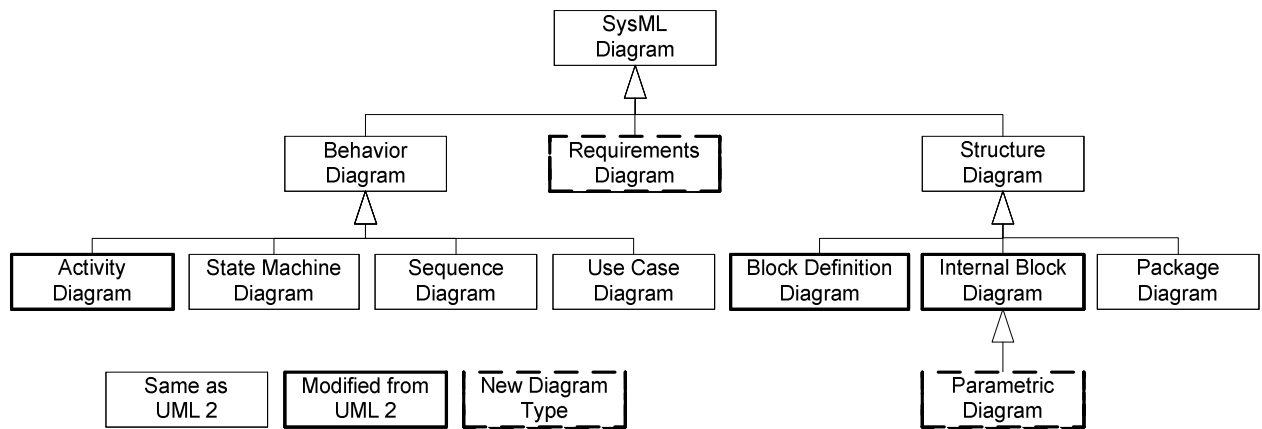 SysML
Diagram
Behavior
Diagram
Requirements
Diagram
Structure
Diagram
Activity
Diagram
State Machine
Diagram
Sequence
Diagram
Use Case
Diagram
Block Definition
Diagram
Internal Block
Diagram
Package
Diagram
Same as
UML 2
Modified from
UML 2
New Diagram
Type
Parametric
Diagram